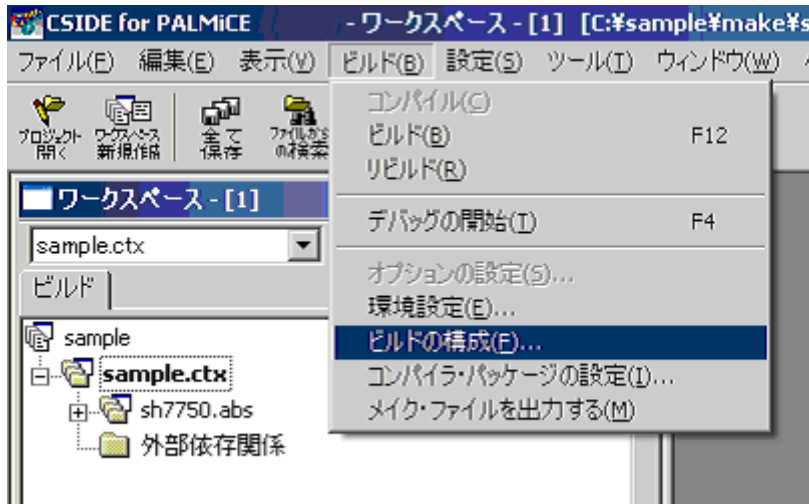 CSIDE for PALMiCE - ワークスペース - [1] [C:¥sample¥make¥s
ファイル(F) 編集(E) 表示(V) ビルド(B) 設定(S) ツール(T) ウィンドウ(W)
プロジェクト開く ワークスペース新規作成 全て保存 ファイルからの検索
コンパイル(C)
ビルド(B) F12
リビルド(R)
デバッグの開始(T) F4
オプションの設定(S)...
環境設定(E)...
ビルドの構成(F)...
コンパイラ・パッケージの設定(I)...
メイク・ファイルを出力する(M)
ワークスペース - [1]
sample.ctx
ビルド
sample
sample.ctx
sh7750.abs
外部依存関係